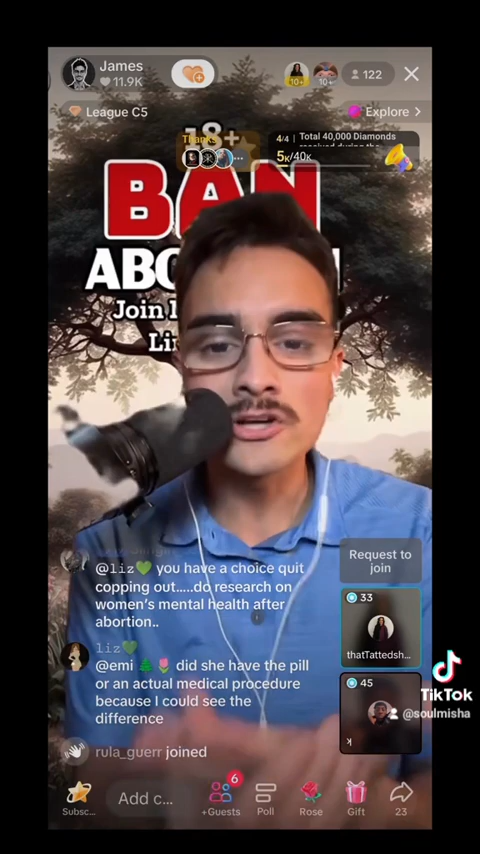 James
11.9K
10+
10+
122
League C5
Explore >
18+
Thanks
4/4 | Total 40,000 Diamonds
5K/40K
BAN
Join
@liz💚 you have a choice quit
copping out.....do research on
women's mental health after
abortion..
liz💚
@emi🌲🌷 did she have the pill
or an actual medical procedure
because I could see the
difference
rula_guerr joined
Request to
join
33
thatTattedsh...
45
TikTok
@soulmisha
6
Subsc...
Add c...
+Guests
Poll
Rose
Gift
23